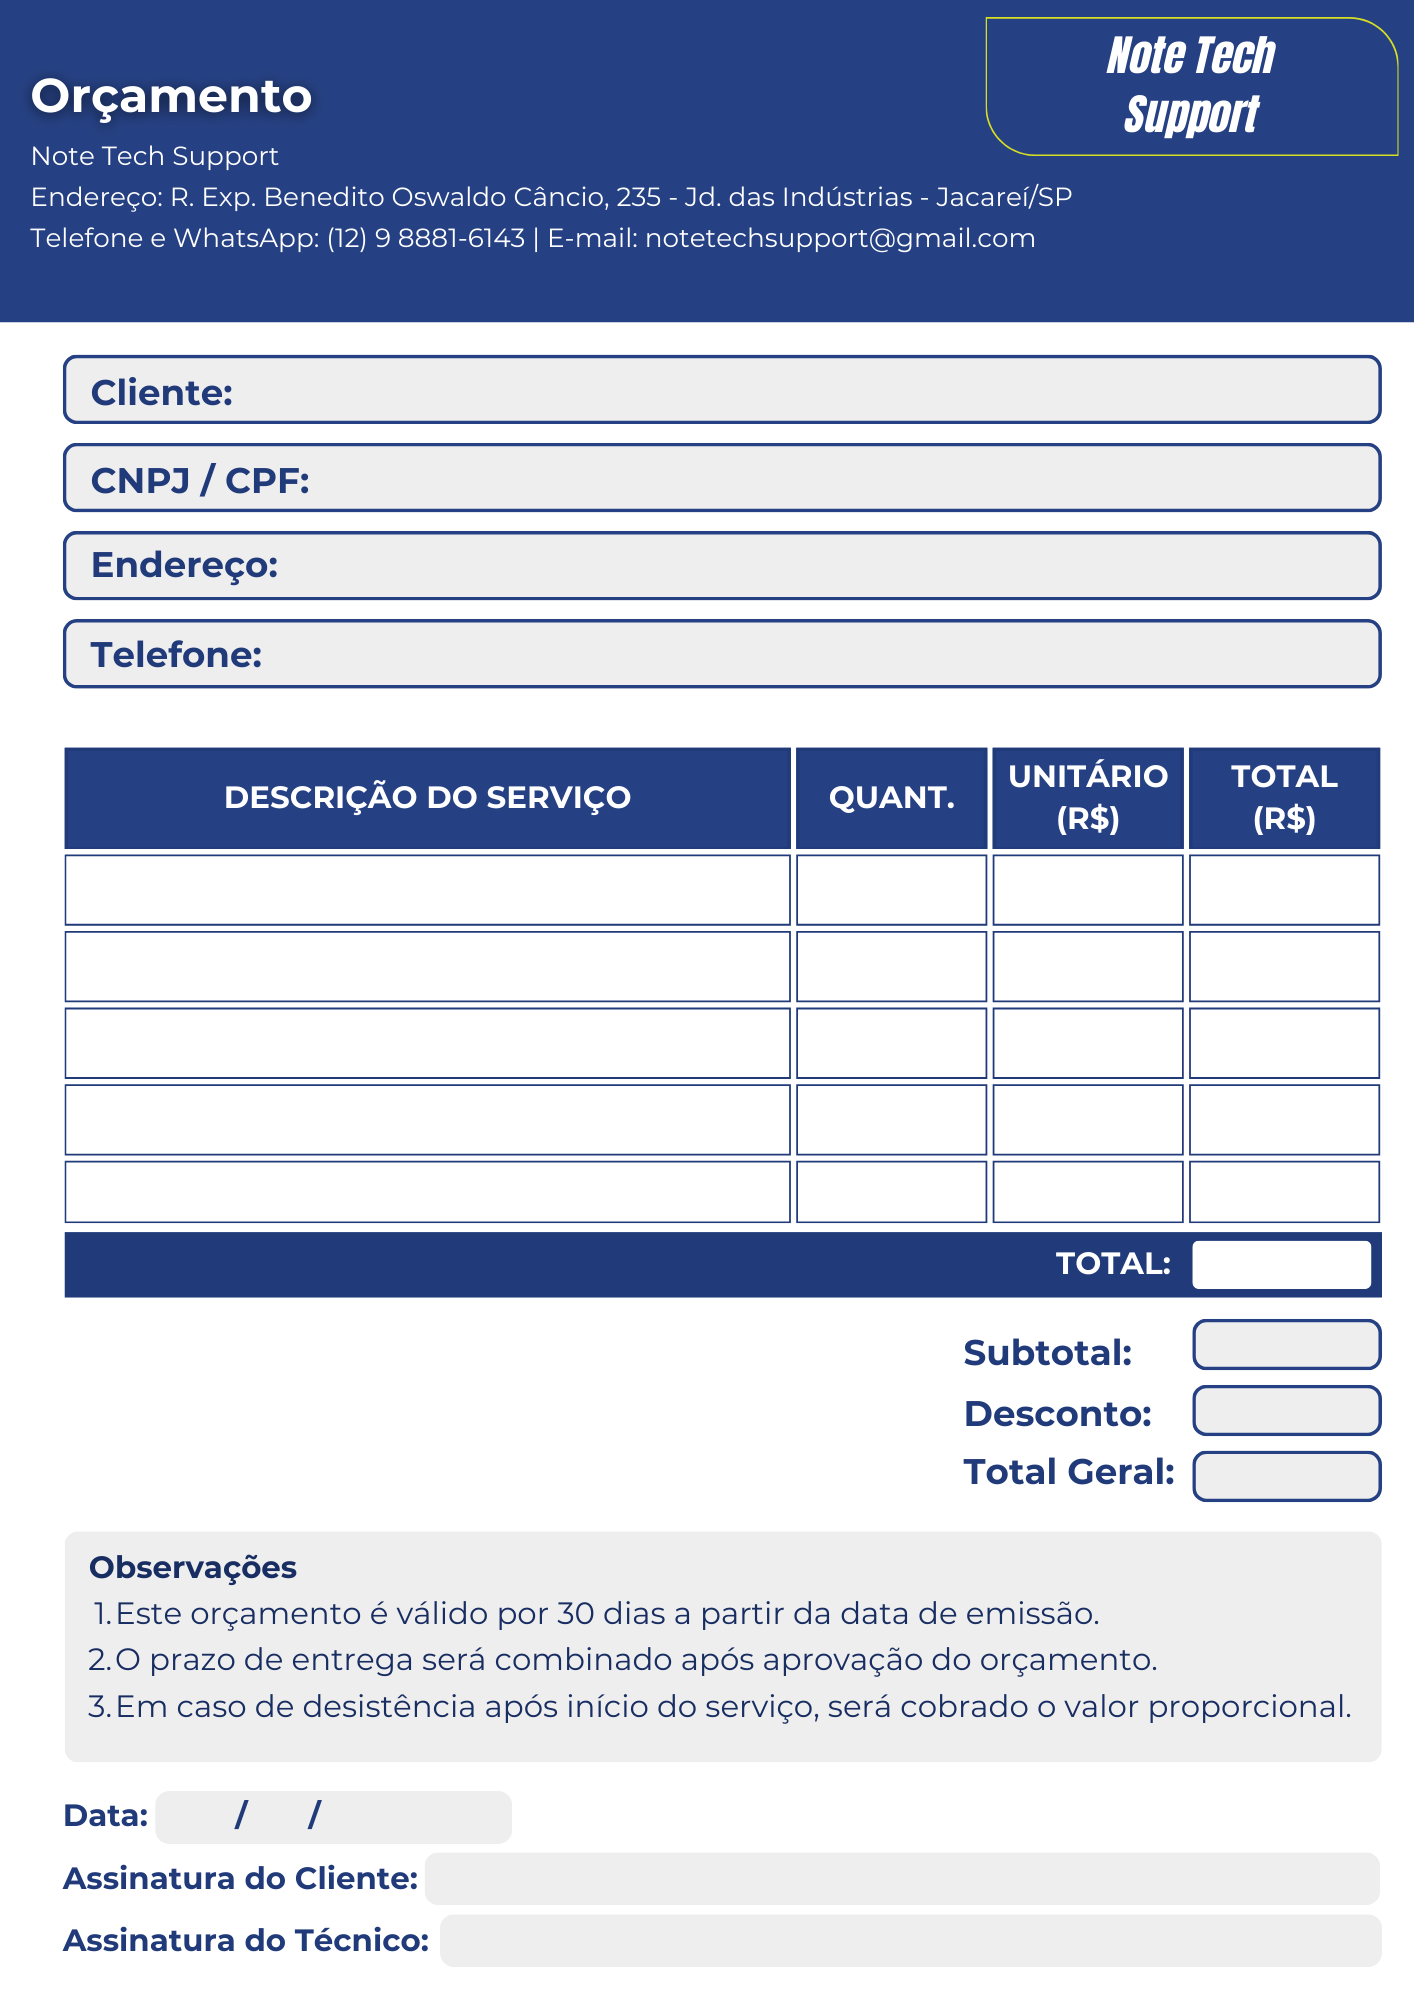 Note Tech
Support
Orçamento
Note Tech Support
Endereço: R. Exp. Benedito Oswaldo Câncio, 235 - Jd. das Indústrias - Jacareí/SP
Telefone e WhatsApp: (12) 9 8881-6143 | E-mail: notetechsupport@gmail.com
Cliente:
CNPJ / CPF:
Endereço:
Telefone:
DESCRIÇÃO DO SERVIÇO
QUANT.
UNITÁRIO
(R$)
TOTAL
(R$)
TOTAL:
Subtotal:
Desconto:
Total Geral:
Observações
1. Este orçamento é válido por 30 dias a partir da data de emissão.
2. O prazo de entrega será combinado após aprovação do orçamento.
3. Em caso de desistência após início do serviço, será cobrado o valor proporcional.
Data: / /
Assinatura do Cliente:
Assinatura do Técnico: